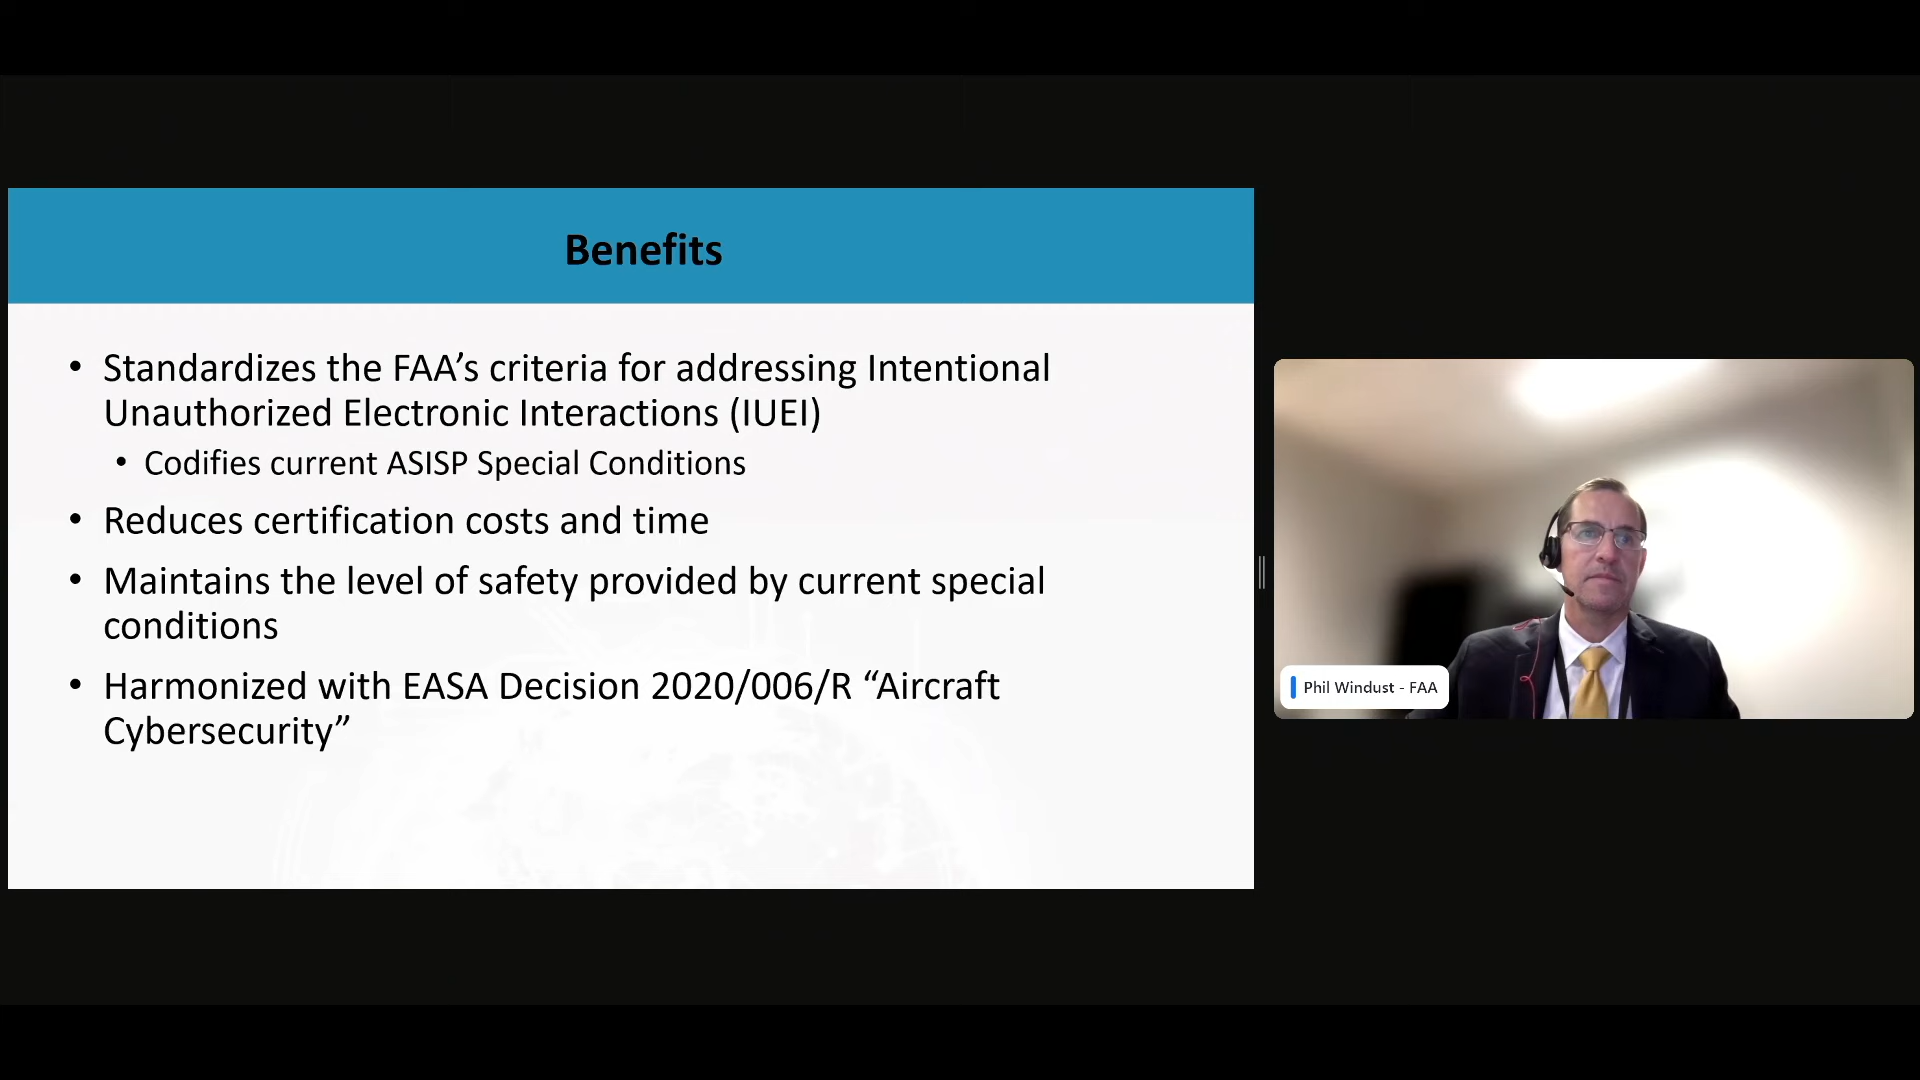 Benefits
• Standardizes the FAA’s criteria for addressing Intentional
Unauthorized Electronic Interactions (IUEI)
• Codifies current ASISP Special Conditions
• Reduces certification costs and time
• Maintains the level of safety provided by current special
conditions
• Harmonized with EASA Decision 2020/006/R “Aircraft
Cybersecurity”
Phil Windust - FAA